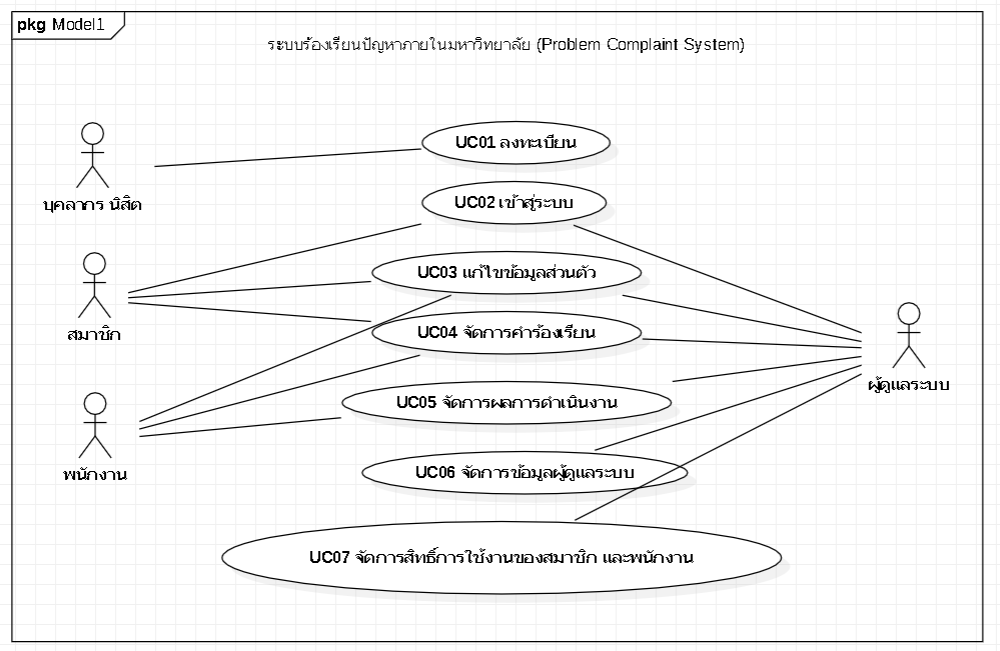 pkg Model1
ระบบร้องเรียนปัญหาภายในมหาวิทยาลัย (Problem Complaint System)
UC01 ลงทะเบียน
บุคลากร นิสิต
UC02 เข้าสู่ระบบ
UC03 แก้ไขข้อมูลส่วนตัว
สมาชิก
UC04 จัดการคำร้องเรียน
ผู้ดูแลระบบ
UC05 จัดการผลการดำเนินงาน
พนักงาน
UC06 จัดการข้อมูลผู้ดูแลระบบ
UC07 จัดการสิทธิ์การใช้งานของสมาชิก และพนักงาน